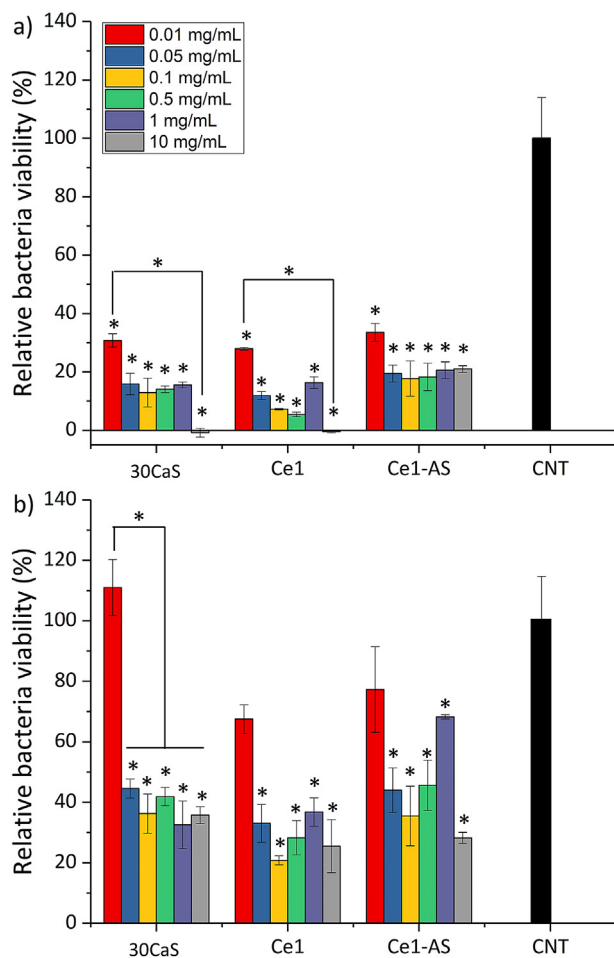 a)
Relative bacteria viability (%)
140
120
100
80
60
40
20
0
0.01 mg/mL
0.05 mg/mL
0.1 mg/mL
0.5 mg/mL
1 mg/mL
10 mg/mL
*
*
* * * * * *
* * * * * *
* * * * * *
30CaS Ce1 Ce1-AS CNT
b)
Relative bacteria viability (%)
140
120
100
80
60
40
20
0
*
* * * * *
* * * * *
* * * * *
30CaS Ce1 Ce1-AS CNT